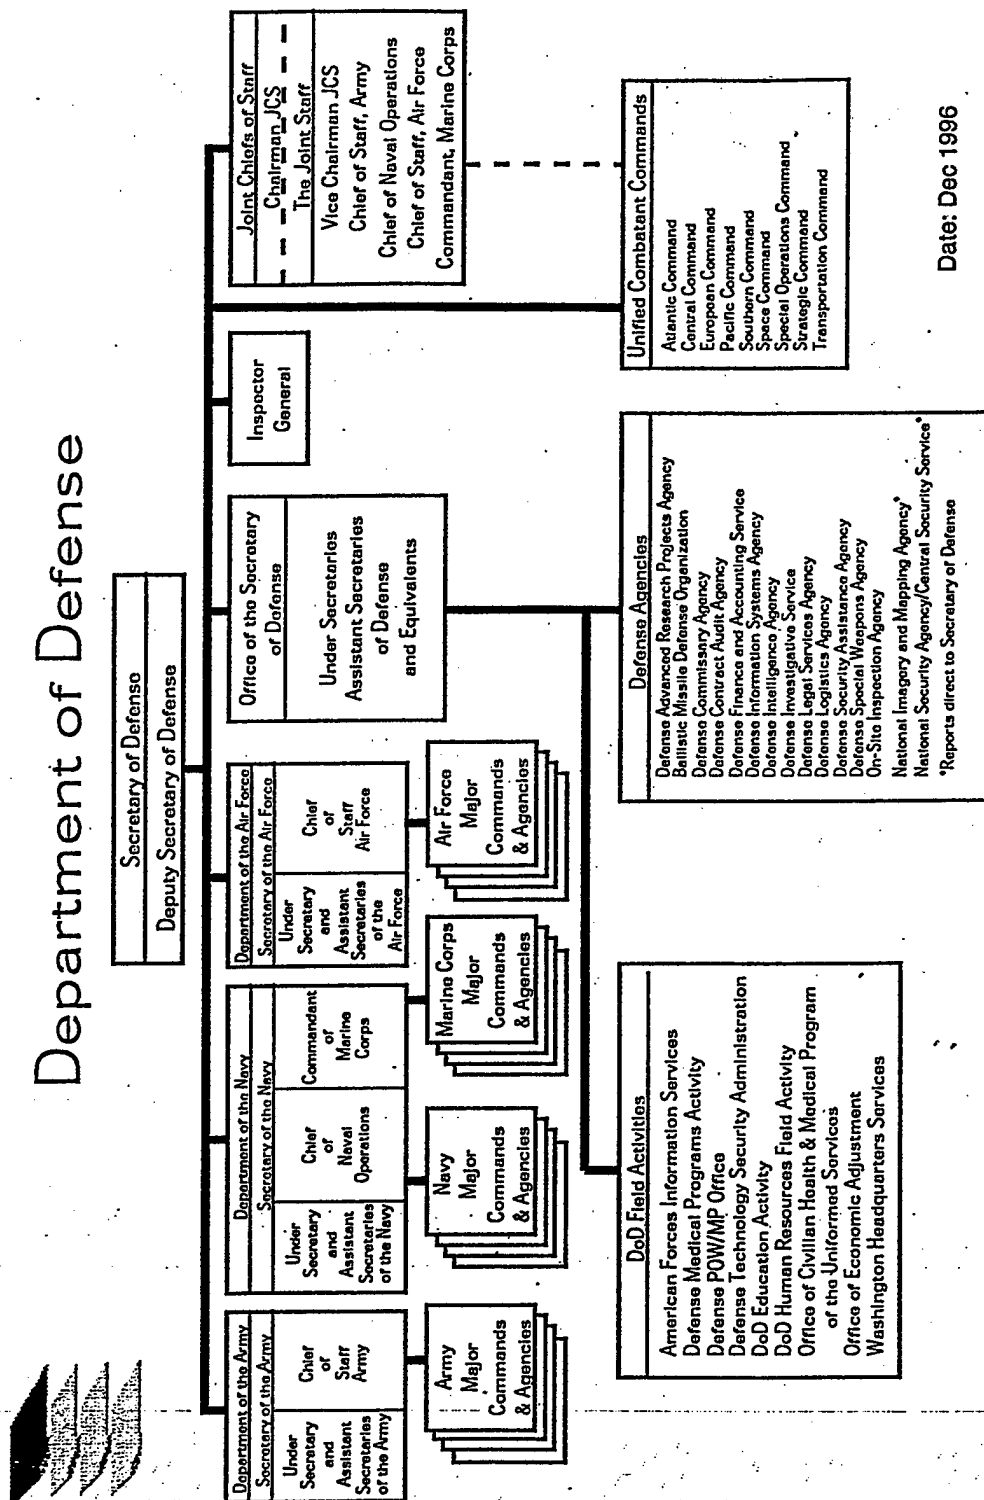 Department of Defense
Secretary of Defense
Deputy Secretary of Defense
Department of the Army
Secretary of the Army
Under
Secretary
and
Assistant
Secretaries
of the Army
Chief
of
Staff
Army
Army
Major
Commands
& Agencies
Department of the Navy
Secretary of the Navy
Under
Secretary
and
Assistant
Secretaries
of the Navy
Chief
of
Naval
Operations
Commandant
of
Marine
Corps
Navy
Major
Commands
& Agencies
Marine Corps
Major
Commands
& Agencies
Department of the Air Force
Secretary of the Air Force
Under
Secretary
and
Assistant
Secretaries
of the
Air Force
Chief
of
Staff
Air Force
Air Force
Major
Commands
& Agencies
Office of the Secretary
of Defense
Under Secretaries
Assistant Secretaries
of Defense
and Equivalents
Inspector
General
Joint Chiefs of Staff
Chairman JCS
The Joint Staff
Vice Chairman JCS
Chief of Staff, Army
Chief of Naval Operations
Chief of Staff, Air Force
Commandant, Marine Corps
DoD Field Activities
American Forces Information Services
Defense Medical Programs Activity
Defense POW/MP Office
Defense Technology Security Administration
DoD Education Activity
DoD Human Resources Field Activity
Office of Civilian Health & Medical Program
of the Uniformed Services
Office of Economic Adjustment
Washington Headquarters Services
Defense Agencies
Defense Advanced Research Projects Agency
Ballistic Missile Defense Organization
Defense Commissary Agency
Defense Contract Audit Agency
Defense Finance and Accounting Service
Defense Information Systems Agency
Defense Intelligence Agency
Defense Investigative Service
Defense Legal Services Agency
Defense Logistics Agency
Defense Security Assistance Agency
Defense Special Weapons Agency
On-Site Inspection Agency
National Imagery and Mapping Agency*
National Security Agency/Central Security Service*
*Reports direct to Secretary of Defense
Unified Combatant Commands
Atlantic Command
Central Command
European Command
Pacific Command
Southern Command
Space Command
Special Operations Command
Strategic Command
Transportation Command
Date: Dec 1996